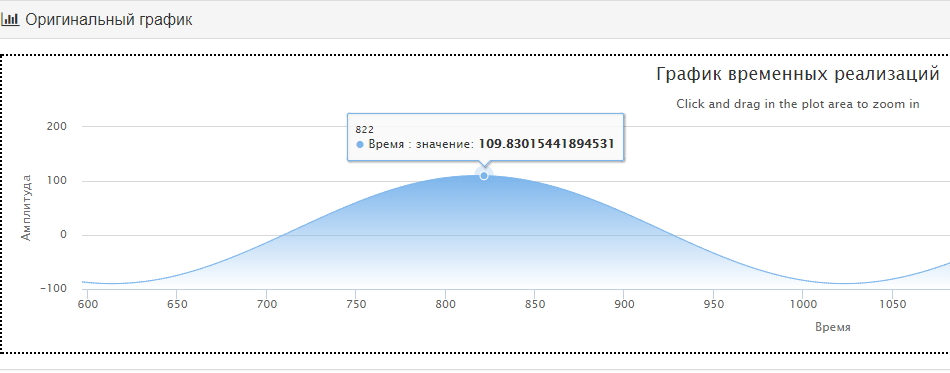 Оригинальный график
График временных реализаций
Click and drag in the plot area to zoom in
822
Время : значение: 109.83015441894531
Амплитуда
200
100
0
-100
600 650 700 750 800 850 900 950 1000 1050
Время